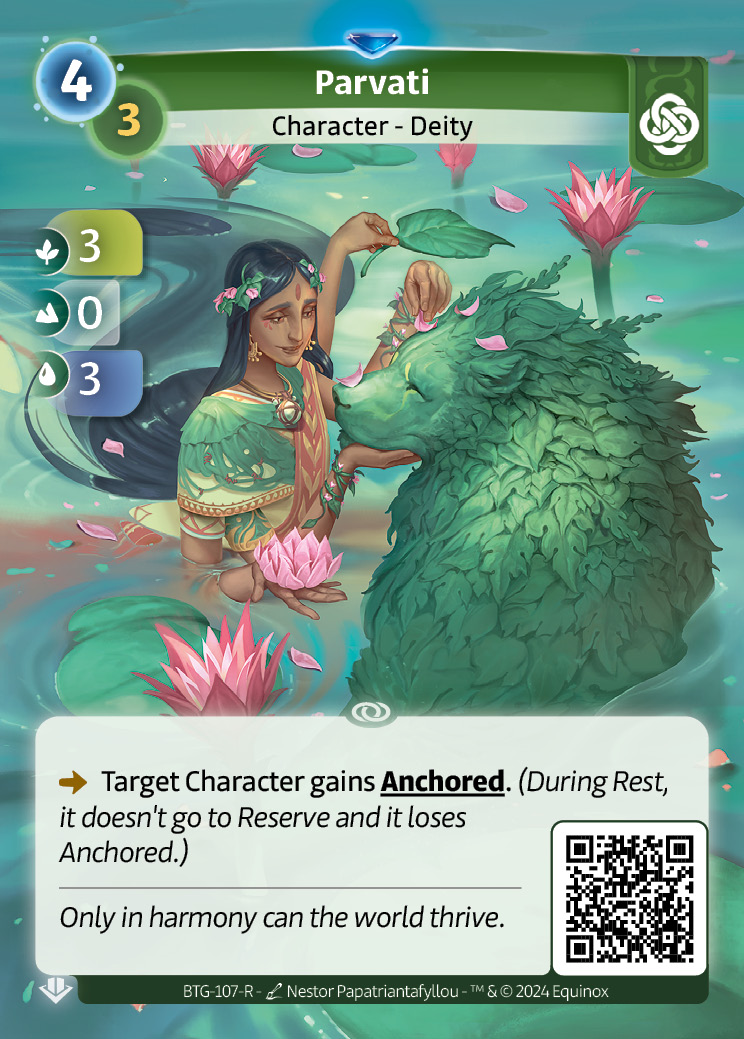 4
Parvati
3
Character - Deity
3
0
3
Target Character gains Anchored. (During Rest,
it doesn't go to Reserve and it loses
Anchored.)
Only in harmony can the world thrive.
BTG-107-R - Nestor Papatriantafyllou - ™ & © 2024 Equinox